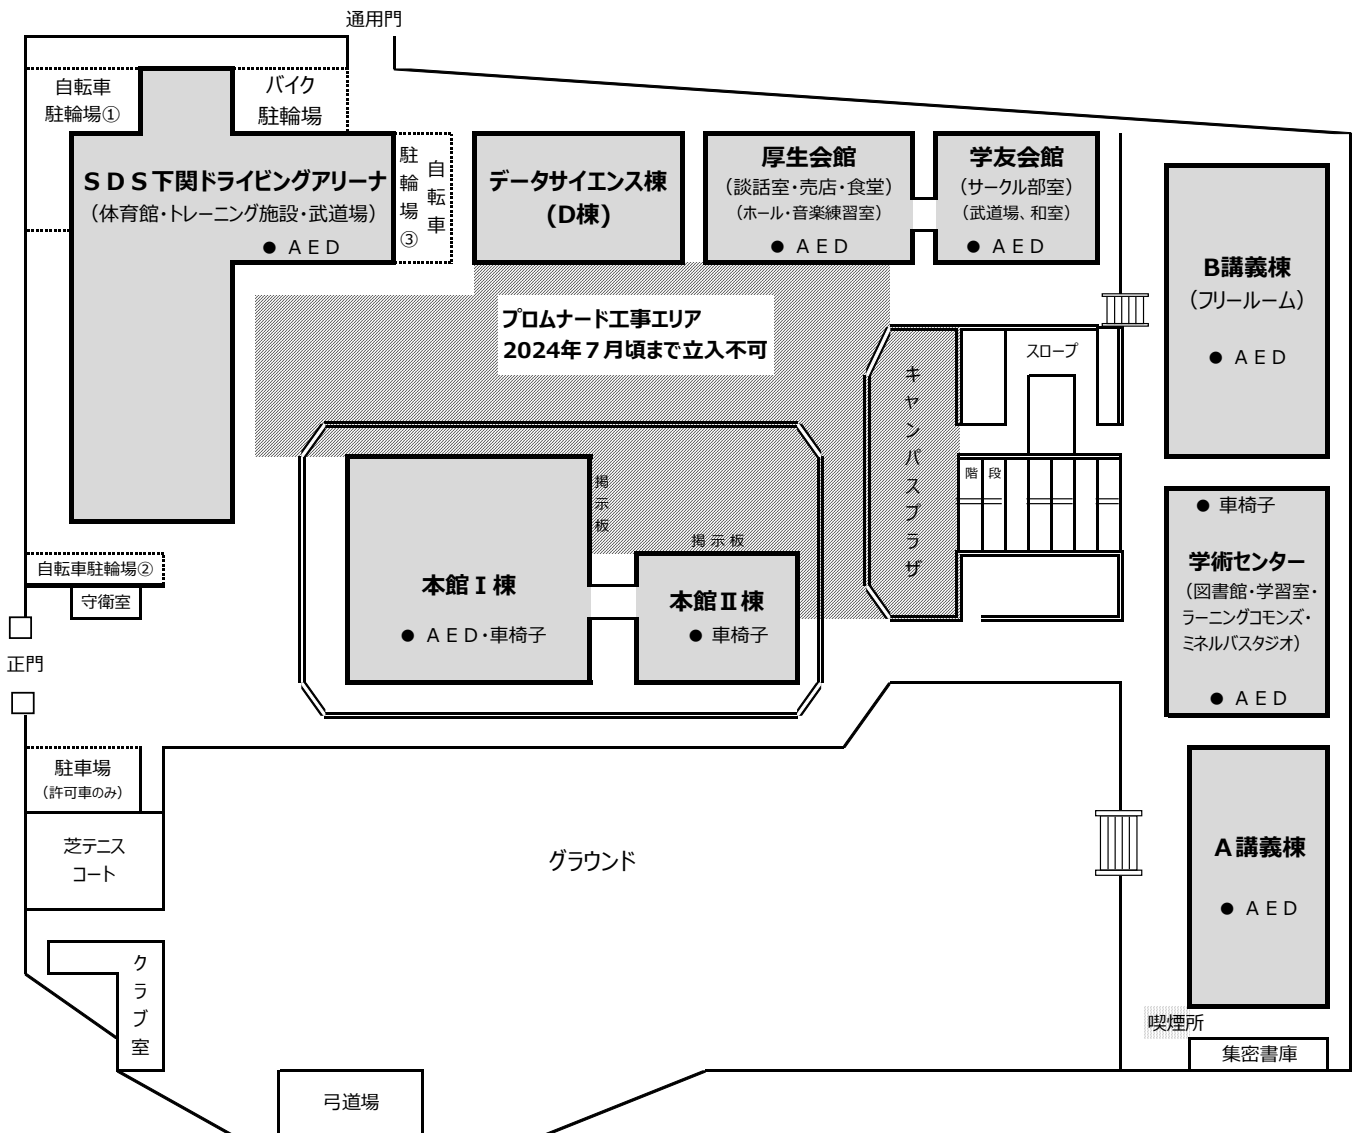 通用門
自転車
駐輪場①
バイク
駐輪場
SDS下関ドライビングアリーナ
（体育館・トレーニング施設・武道場）
● AED
自転車
駐輪場③
データサイエンス棟
(D棟)
厚生会館
（談話室・売店・食堂）
（ホール・音楽練習室）
● AED
学友会館
（サークル部室）
（武道場、和室）
● AED
B講義棟
（フリールーム）
● AED
プロムナード工事エリア
2024年７月頃まで立入不可
キャンパスプラザ
スロープ
階段
掲示板
掲示板
本館Ⅰ棟
● AED・車椅子
本館Ⅱ棟
● 車椅子
● 車椅子
学術センター
（図書館・学習室・
ラーニングコモンズ・
ミネルバスタジオ）
● AED
自転車駐輪場②
守衛室
正門
駐車場
（許可車のみ）
芝テニス
コート
グラウンド
A講義棟
● AED
クラブ室
喫煙所
集密書庫
弓道場